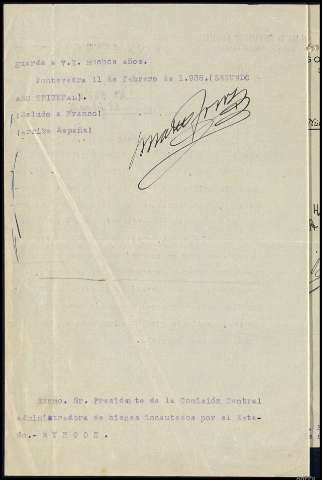 guarde a V.E. muchos años.
Pontevedra 11 de febrero de 1.938.(SEGUNDO
AÑO TRIUNFAL).
¡Saludo a Franco!
¡Arriba España!
Excmo. Sr. Presidente de la Comisión Central
administradora de bienes incautados por el Esta-
do.- B U R G O S .